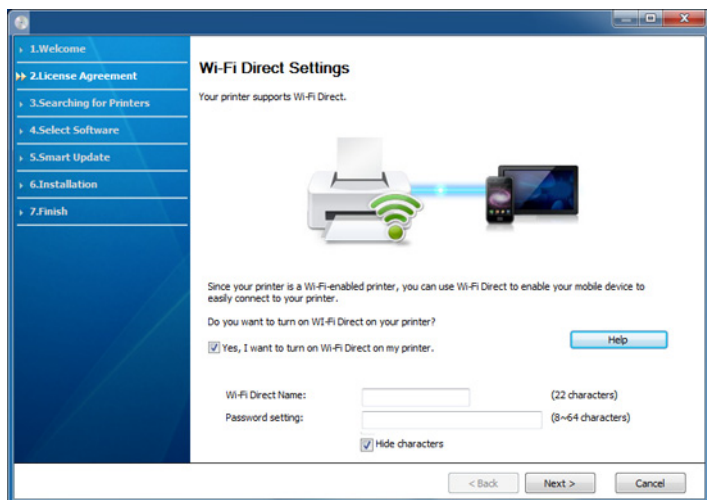 1.Welcome
2.License Agreement
3.Searching for Printers
4.Select Software
5.Smart Update
6.Installation
7.Finish
Wi-Fi Direct Settings
Your printer supports Wi-Fi Direct.
Since your printer is a Wi-Fi-enabled printer, you can use Wi-Fi Direct to enable your mobile device to
easily connect to your printer.
Do you want to turn on WI-Fi Direct on your printer?
Yes, I want to turn on Wi-Fi Direct on my printer.
Help
Wi-Fi Direct Name: (22 characters)
Password setting: (8~64 characters)
Hide characters
< Back Next > Cancel